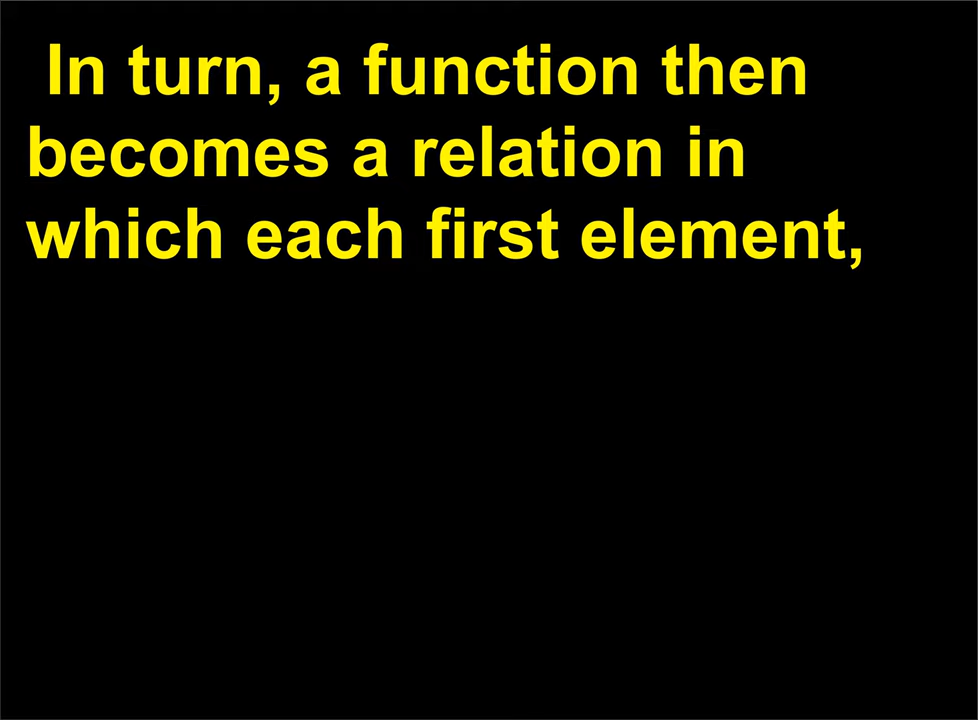 In turn, a function then
becomes a relation in
which each first element,